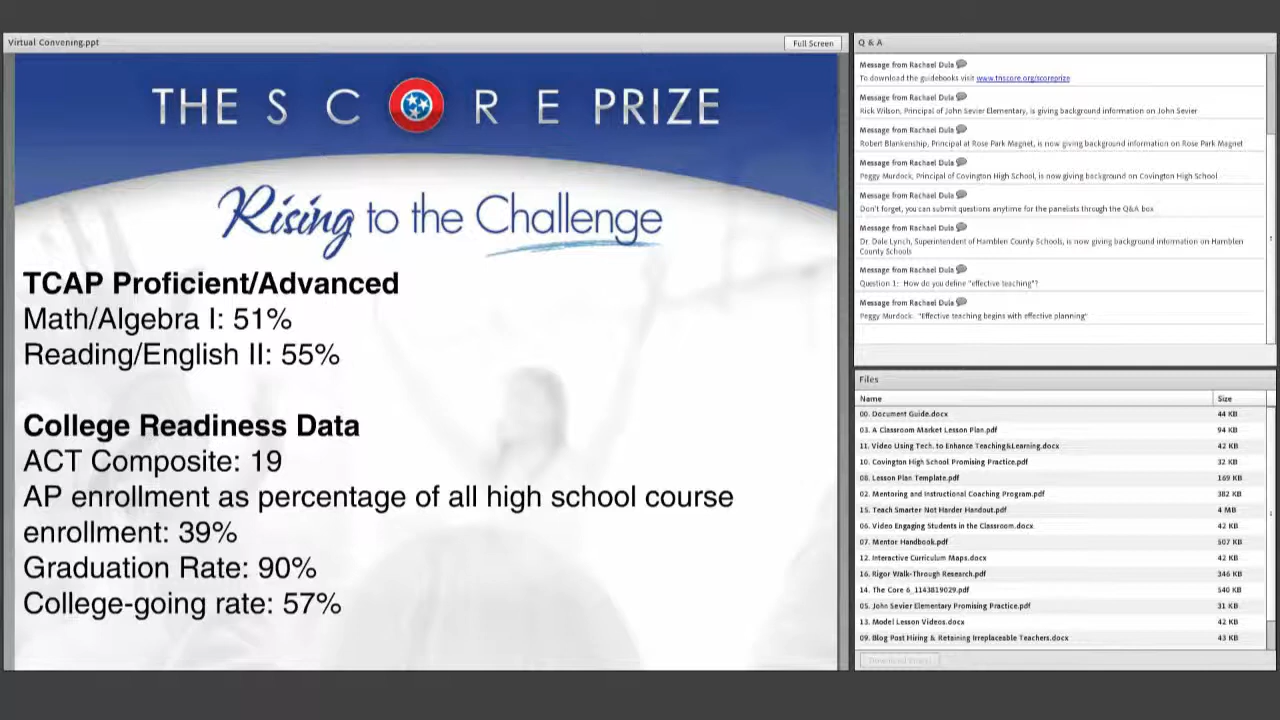 Virtual Convening.ppt
Full Screen
THE SCORE PRIZE
Rising to the Challenge
TCAP Proficient/Advanced
Math/Algebra I: 51%
Reading/English II: 55%
College Readiness Data
ACT Composite: 19
AP enrollment as percentage of all high school course
enrollment: 39%
Graduation Rate: 90%
College-going rate: 57%
Q & A
Message from Rachael Dula
To download the guidebooks visit www.tnscore.org/scoreprize
Message from Rachael Dula
Rick Wilson, Principal of John Sevier Elementary, is giving background information on John Sevier
Message from Rachael Dula
Robert Blankenship, Principal at Rose Park Magnet, is now giving background information on Rose Park Magnet
Message from Rachael Dula
Peggy Murdock, Principal of Covington High School, is now giving background on Covington High School
Message from Rachael Dula
Don't forget, you can submit questions anytime for the panelists through the Q&A box
Message from Rachael Dula
Dr. Dale Lynch, Superintendent of Hamblen County Schools, is now giving background information on Hamblen
County Schools
Message from Rachael Dula
Question 1: How do you define "effective teaching"?
Message from Rachael Dula
Peggy Murdock: "Effective teaching begins with effective planning"
Files
Name Size
00. Document Guide.docx 44 KB
03. A Classroom Market Lesson Plan.pdf 94 KB
11. Video Using Tech. to Enhance Teaching&Learning.docx 42 KB
10. Covington High School Promising Practice.pdf 32 KB
08. Lesson Plan Template.pdf 169 KB
02. Mentoring and Instructional Coaching Program.pdf 382 KB
15. Teach Smarter Not Harder Handout.pdf 4 MB
06. Video Engaging Students in the Classroom.docx 42 KB
07. Mentor Handbook.pdf 507 KB
12. Interactive Curriculum Maps.docx 42 KB
16. Rigor Walk-Through Research.pdf 346 KB
14. The Core 6_1143819029.pdf 540 KB
05. John Sevier Elementary Promising Practice.pdf 31 KB
13. Model Lesson Videos.docx 42 KB
09. Blog Post Hiring & Retaining Irreplaceable Teachers.docx 43 KB